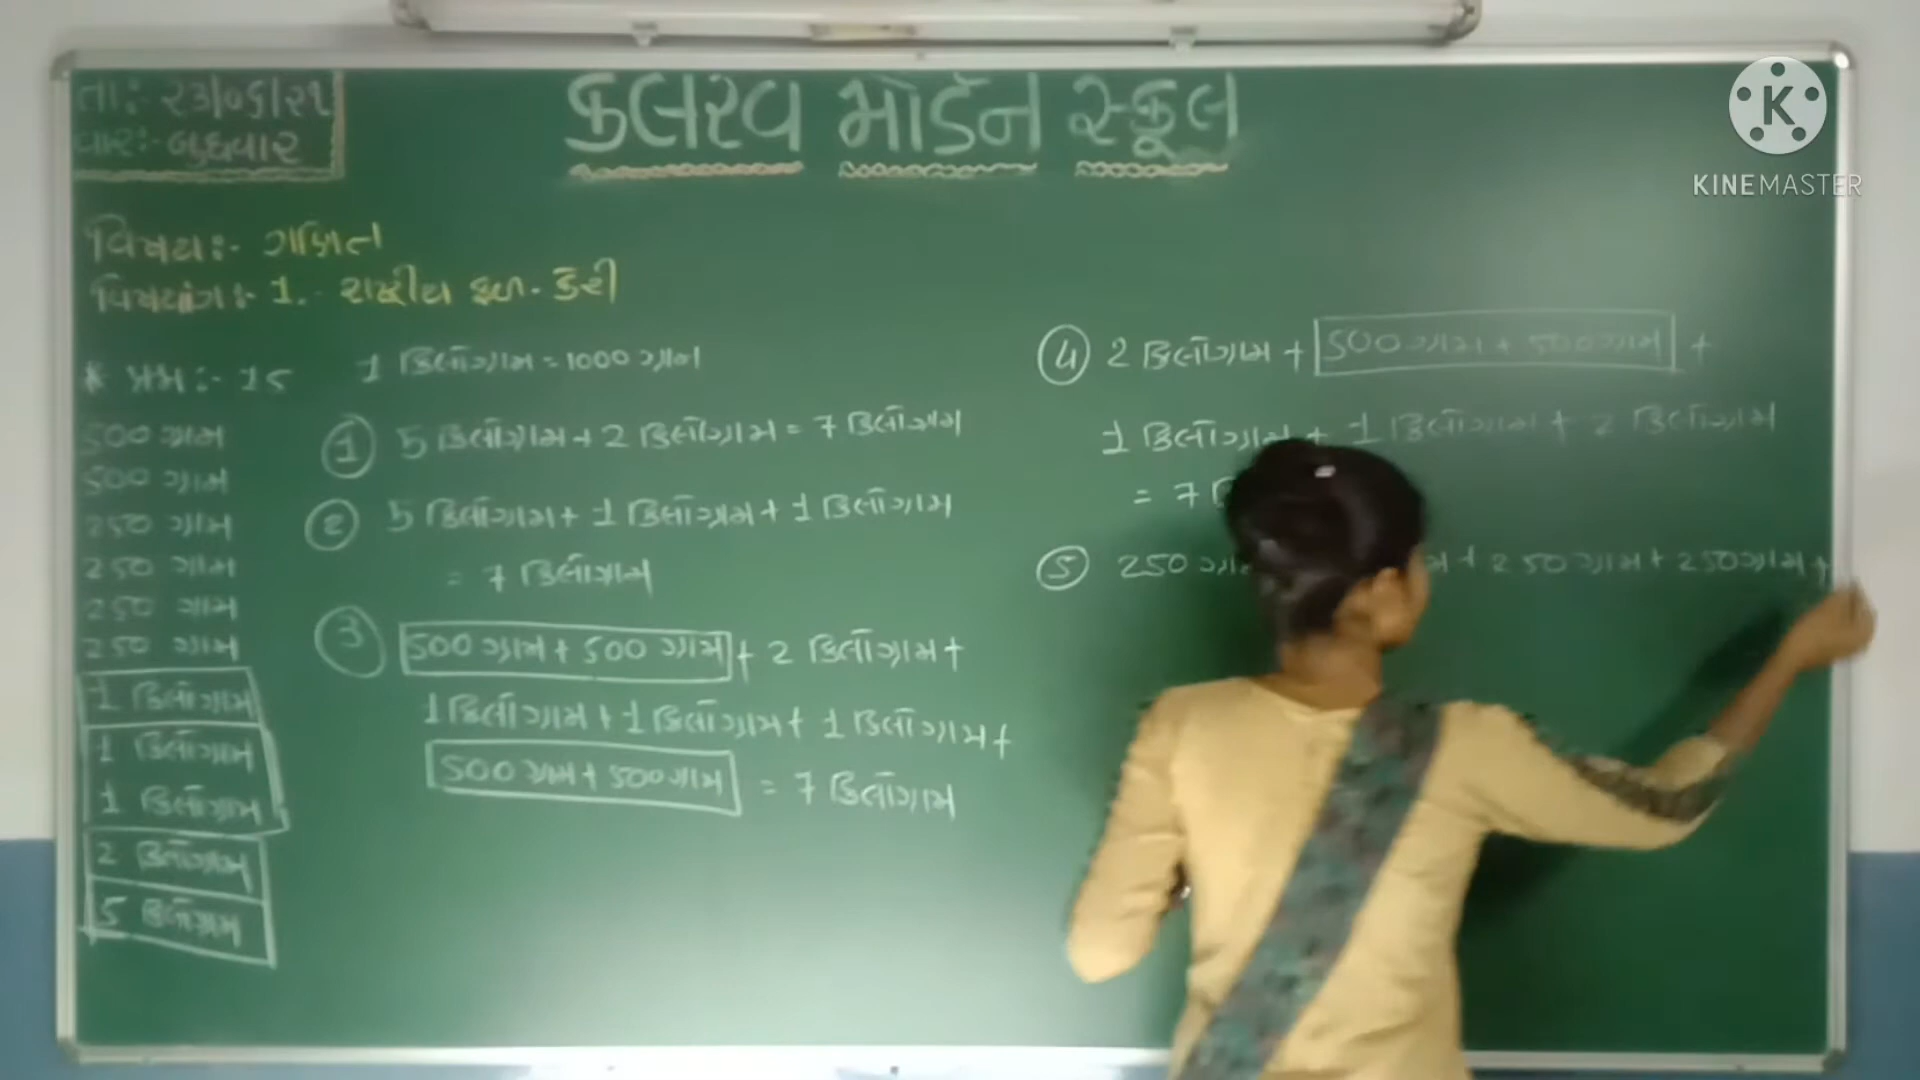 તા:- ૨૩/૦૬/૨૧
વાર:- બુધવાર
કલરવ મોર્ડન સ્કૂલ
વિષય:- ગણિત
વિષયાંગ:- 1. રાષ્ટ્રીય ફળ - કેરી
* પ્રશ્ન:- 15
500 ગ્રામ
500 ગ્રામ
250 ગ્રામ
250 ગ્રામ
250 ગ્રામ
250 ગ્રામ
1 કિલોગ્રામ
1 કિલોગ્રામ
1 કિલોગ્રામ
2 કિલોગ્રામ
5 કિલોગ્રામ
1 કિલોગ્રામ = 1000 ગ્રામ
① 5 કિલોગ્રામ + 2 કિલોગ્રામ = 7 કિલોગ્રામ
② 5 કિલોગ્રામ + 1 કિલોગ્રામ + 1 કિલોગ્રામ
= 7 કિલોગ્રામ
③ 500 ગ્રામ + 500 ગ્રામ + 2 કિલોગ્રામ +
1 કિલોગ્રામ + 1 કિલોગ્રામ + 1 કિલોગ્રામ +
500 ગ્રામ + 500 ગ્રામ = 7 કિલોગ્રામ
④ 2 કિલોગ્રામ + 500 ગ્રામ + 500 ગ્રામ +
1 કિલોગ્રામ + 1 કિલોગ્રામ + 2 કિલોગ્રામ
= 7
⑤ 250 + 250 ગ્રામ + 250 ગ્રામ +
KINEMASTER